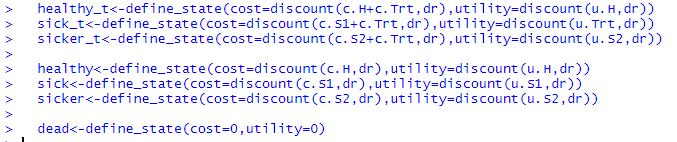 >   healthy_t<-define_state(cost=discount(c.H+c.Trt,dr),utility=discount(u.H,dr))
>   sick_t<-define_state(cost=discount(c.S1+c.Trt,dr),utility=discount(u.Trt,dr))
>   sicker_t<-define_state(cost=discount(c.S2+c.Trt,dr),utility=discount(u.S2,dr))
>
>   healthy<-define_state(cost=discount(c.H,dr),utility=discount(u.H,dr))
>   sick<-define_state(cost=discount(c.S1,dr),utility=discount(u.S1,dr))
>   sicker<-define_state(cost=discount(c.S2,dr),utility=discount(u.S2,dr))
>
>   dead<-define_state(cost=0,utility=0)